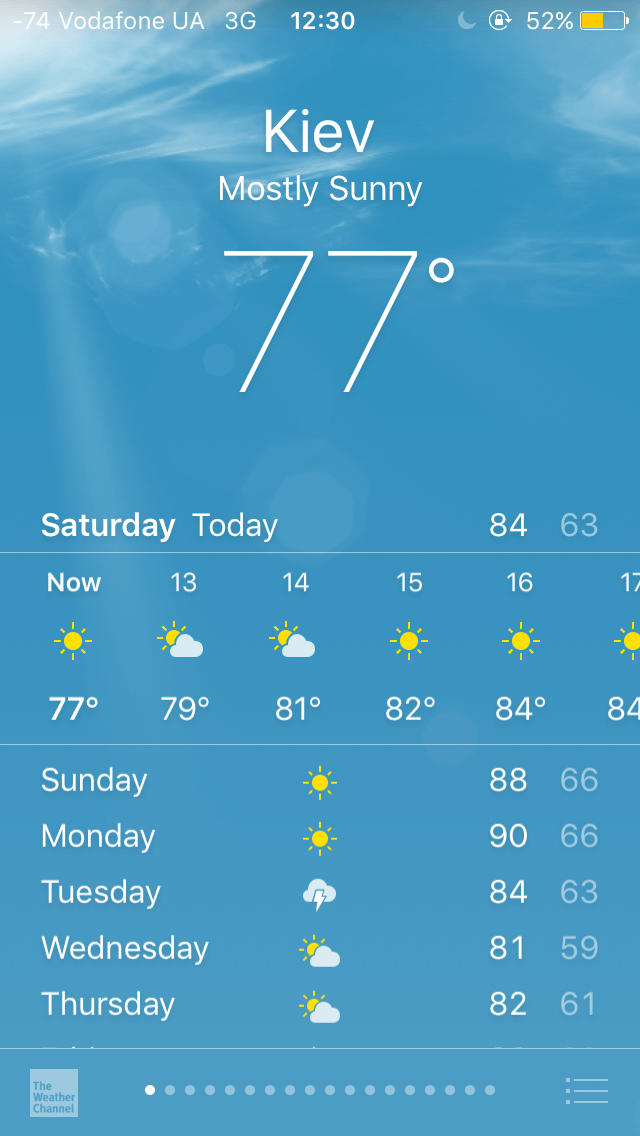 -74 Vodafone UA 3G 12:30 52%
Kiev
Mostly Sunny
77°
Saturday Today 84 63
Now 13 14 15 16 17
77° 79° 81° 82° 84° 84
Sunday 88 66
Monday 90 66
Tuesday 84 63
Wednesday 81 59
Thursday 82 61
The
Weather
Channel